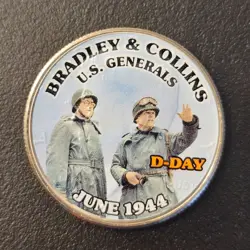 BRADLEY & COLLINS
U.S. GENERALS
D-DAY
JUNE 1944